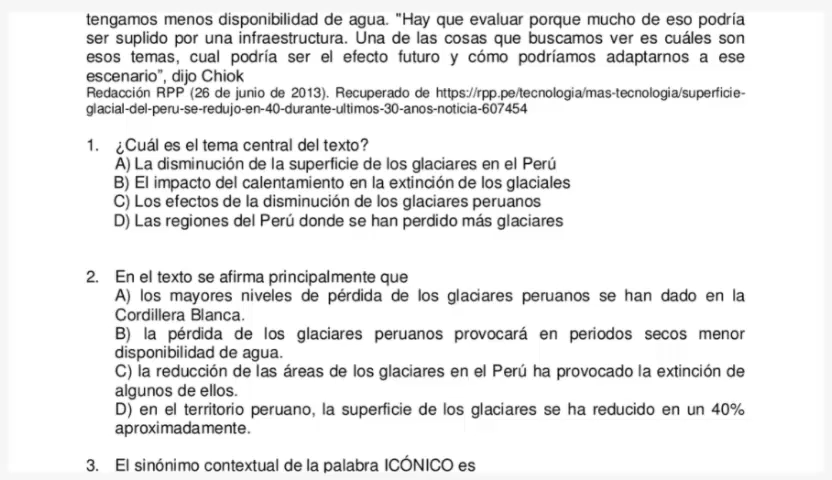 tengamos menos disponibilidad de agua. "Hay que evaluar porque mucho de eso podría
ser suplido por una infraestructura. Una de las cosas que buscamos ver es cuáles son
esos temas, cual podría ser el efecto futuro y cómo podríamos adaptarnos a ese
escenario", dijo Chiok
Redacción RPP (26 de junio de 2013). Recuperado de https://rpp.pe/tecnologia/mas-tecnologia/superficie-
glacial-del-peru-se-redujo-en-40-durante-ultimos-30-anos-noticia-607454
1. ¿Cuál es el tema central del texto?
A) La disminución de la superficie de los glaciares en el Perú
B) El impacto del calentamiento en la extinción de los glaciales
C) Los efectos de la disminución de los glaciares peruanos
D) Las regiones del Perú donde se han perdido más glaciares
2. En el texto se afirma principalmente que
A) los mayores niveles de pérdida de los glaciares peruanos se han dado en la
Cordillera Blanca.
B) la pérdida de los glaciares peruanos provocará en periodos secos menor
disponibilidad de agua.
C) la reducción de las áreas de los glaciares en el Perú ha provocado la extinción de
algunos de ellos.
D) en el territorio peruano, la superficie de los glaciares se ha reducido en un 40%
aproximadamente.
3. El sinónimo contextual de la palabra ICÓNICO es